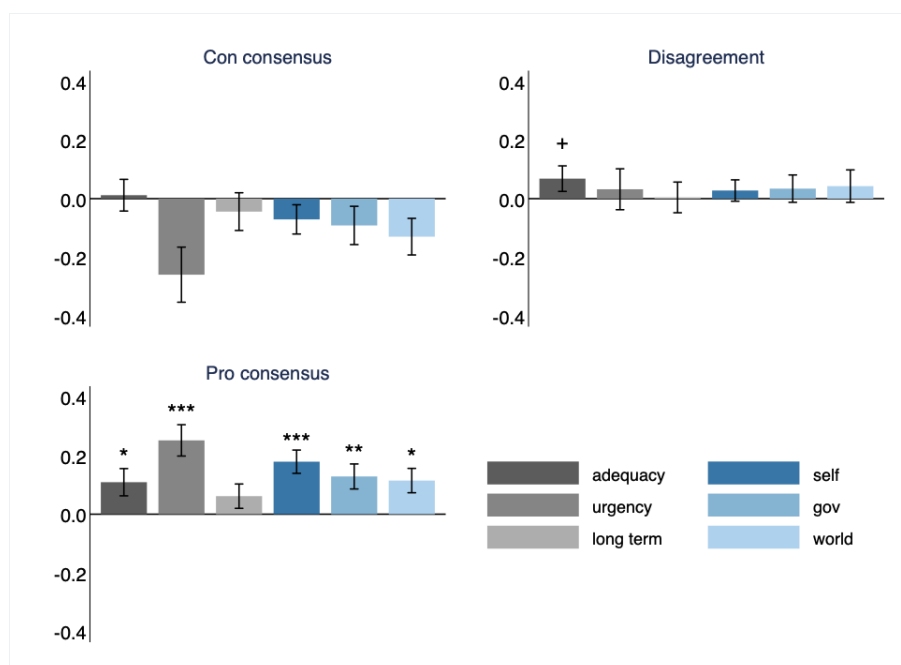 Con consensus
0.4
0.2
0.0
-0.2
-0.4
Disagreement
0.4
0.2
0.0
-0.2
-0.4
+
Pro consensus
0.4
0.2
0.0
-0.2
-0.4
*
***
***
**
*
adequacy
urgency
long term
self
gov
world